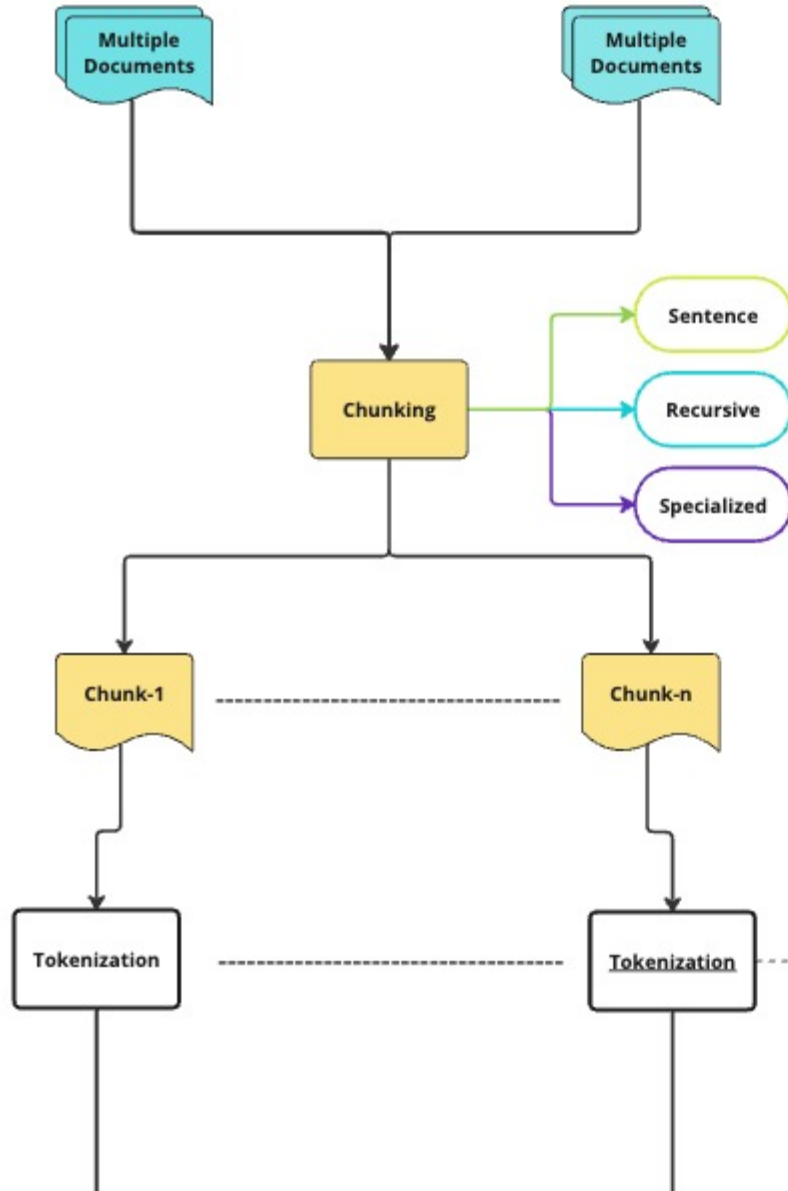 Multiple
Documents
Multiple
Documents
Sentence
Chunking
Recursive
Specialized
Chunk-1
Chunk-n
Tokenization
Tokenization